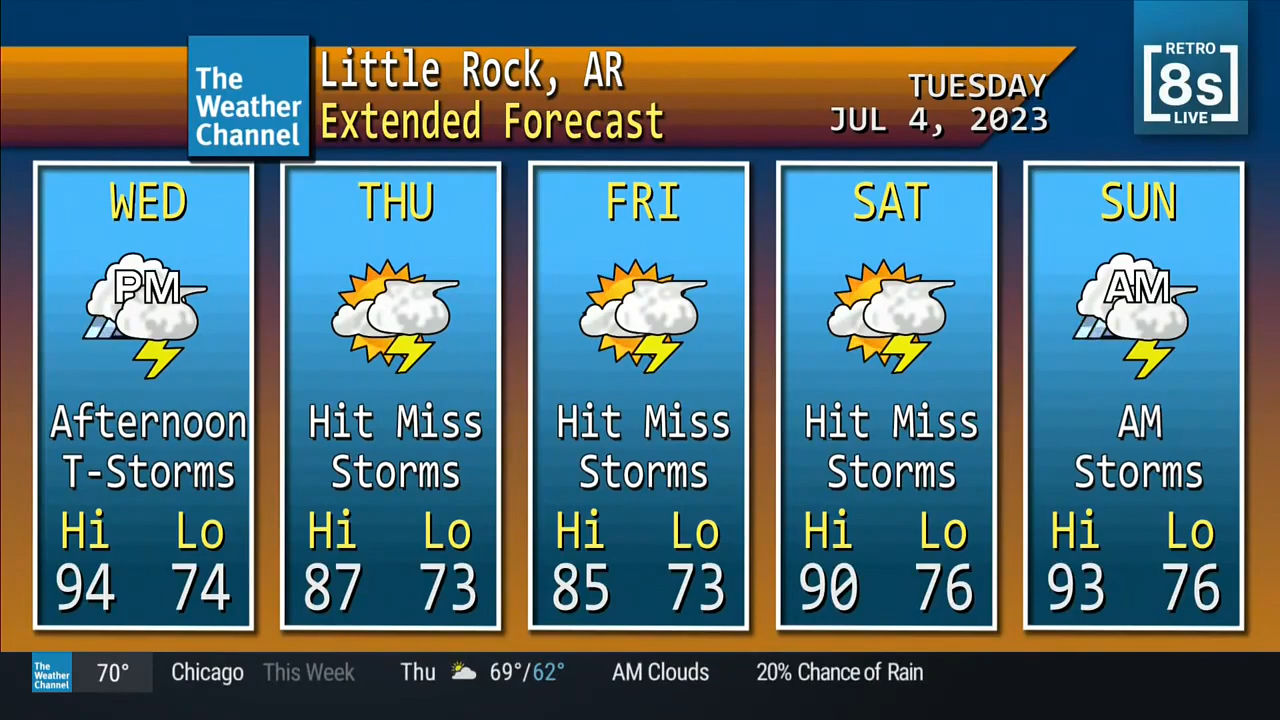 The
Weather
Channel
Little Rock, AR
Extended Forecast
TUESDAY
JUL 4, 2023
RETRO
8s
LIVE
WED
PM
Afternoon
T-Storms
Hi Lo
94 74
THU
Hit Miss
Storms
Hi Lo
87 73
FRI
Hit Miss
Storms
Hi Lo
85 73
SAT
Hit Miss
Storms
Hi Lo
90 76
SUN
AM
AM
Storms
Hi Lo
93 76
The
Weather
Channel
70° Chicago This Week Thu 69°/62° AM Clouds 20% Chance of Rain